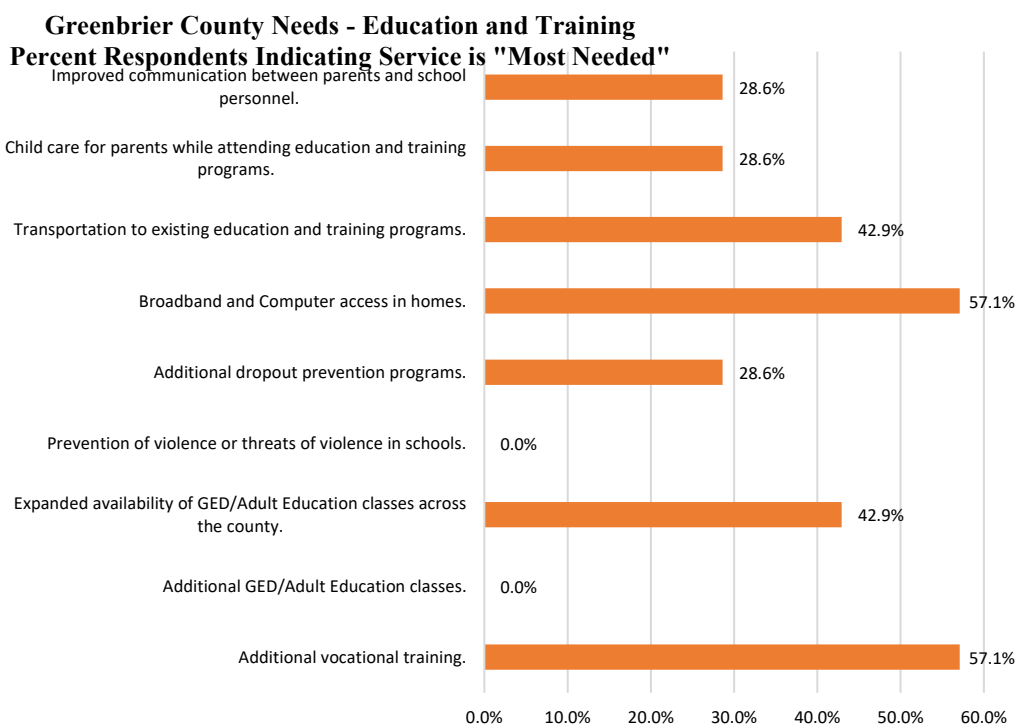 Greenbrier County Needs - Education and Training
Percent Respondents Indicating Service is "Most Needed"
Improved communication between parents and school
personnel.
28.6%
Child care for parents while attending education and training
programs.
28.6%
Transportation to existing education and training programs.
42.9%
Broadband and Computer access in homes.
57.1%
Additional dropout prevention programs.
28.6%
Prevention of violence or threats of violence in schools.
0.0%
Expanded availability of GED/Adult Education classes across
the county.
42.9%
Additional GED/Adult Education classes.
0.0%
Additional vocational training.
57.1%
0.0% 10.0% 20.0% 30.0% 40.0% 50.0% 60.0%